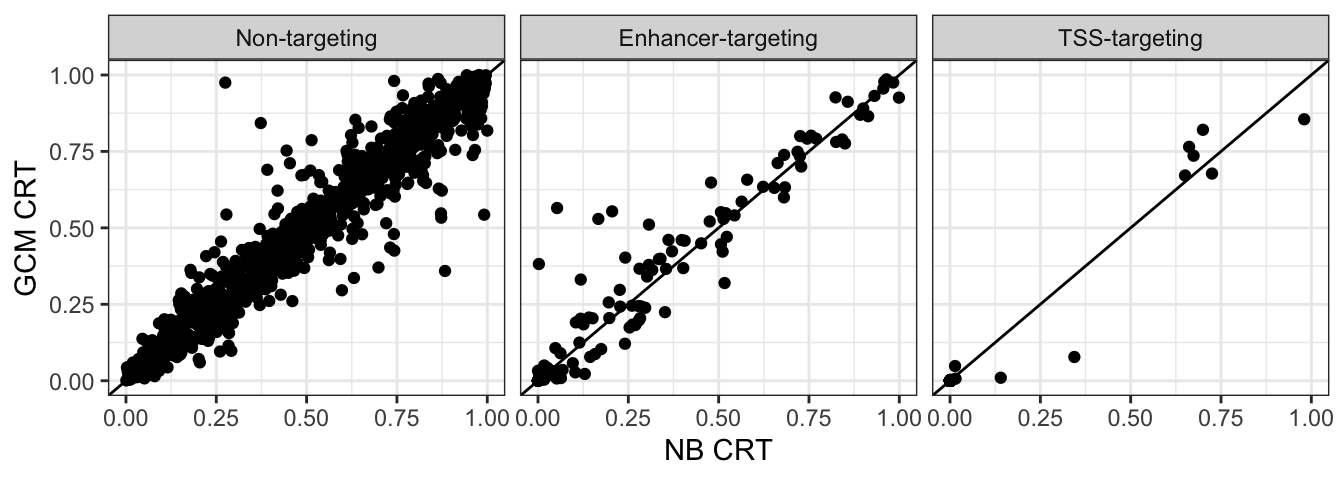 Non-targeting Enhancer-targeting TSS-targeting
1.00
0.75
0.50
0.25
0.00
GCM CRT
0.00 0.25 0.50 0.75 1.00 0.00 0.25 0.50 0.75 1.00 0.00 0.25 0.50 0.75 1.00
NB CRT